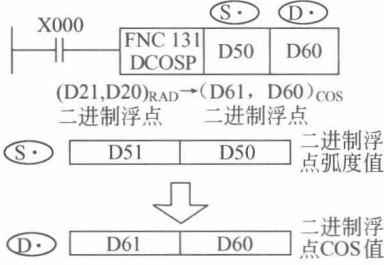 S· D·
X000
FNC 131 DCOSP D50 D60
(D21,D20)RAD→(D61，D60)COS
二进制浮点 二进制浮点
S· D51 D50 二进制浮点弧度值
D· D61 D60 二进制浮点COS值